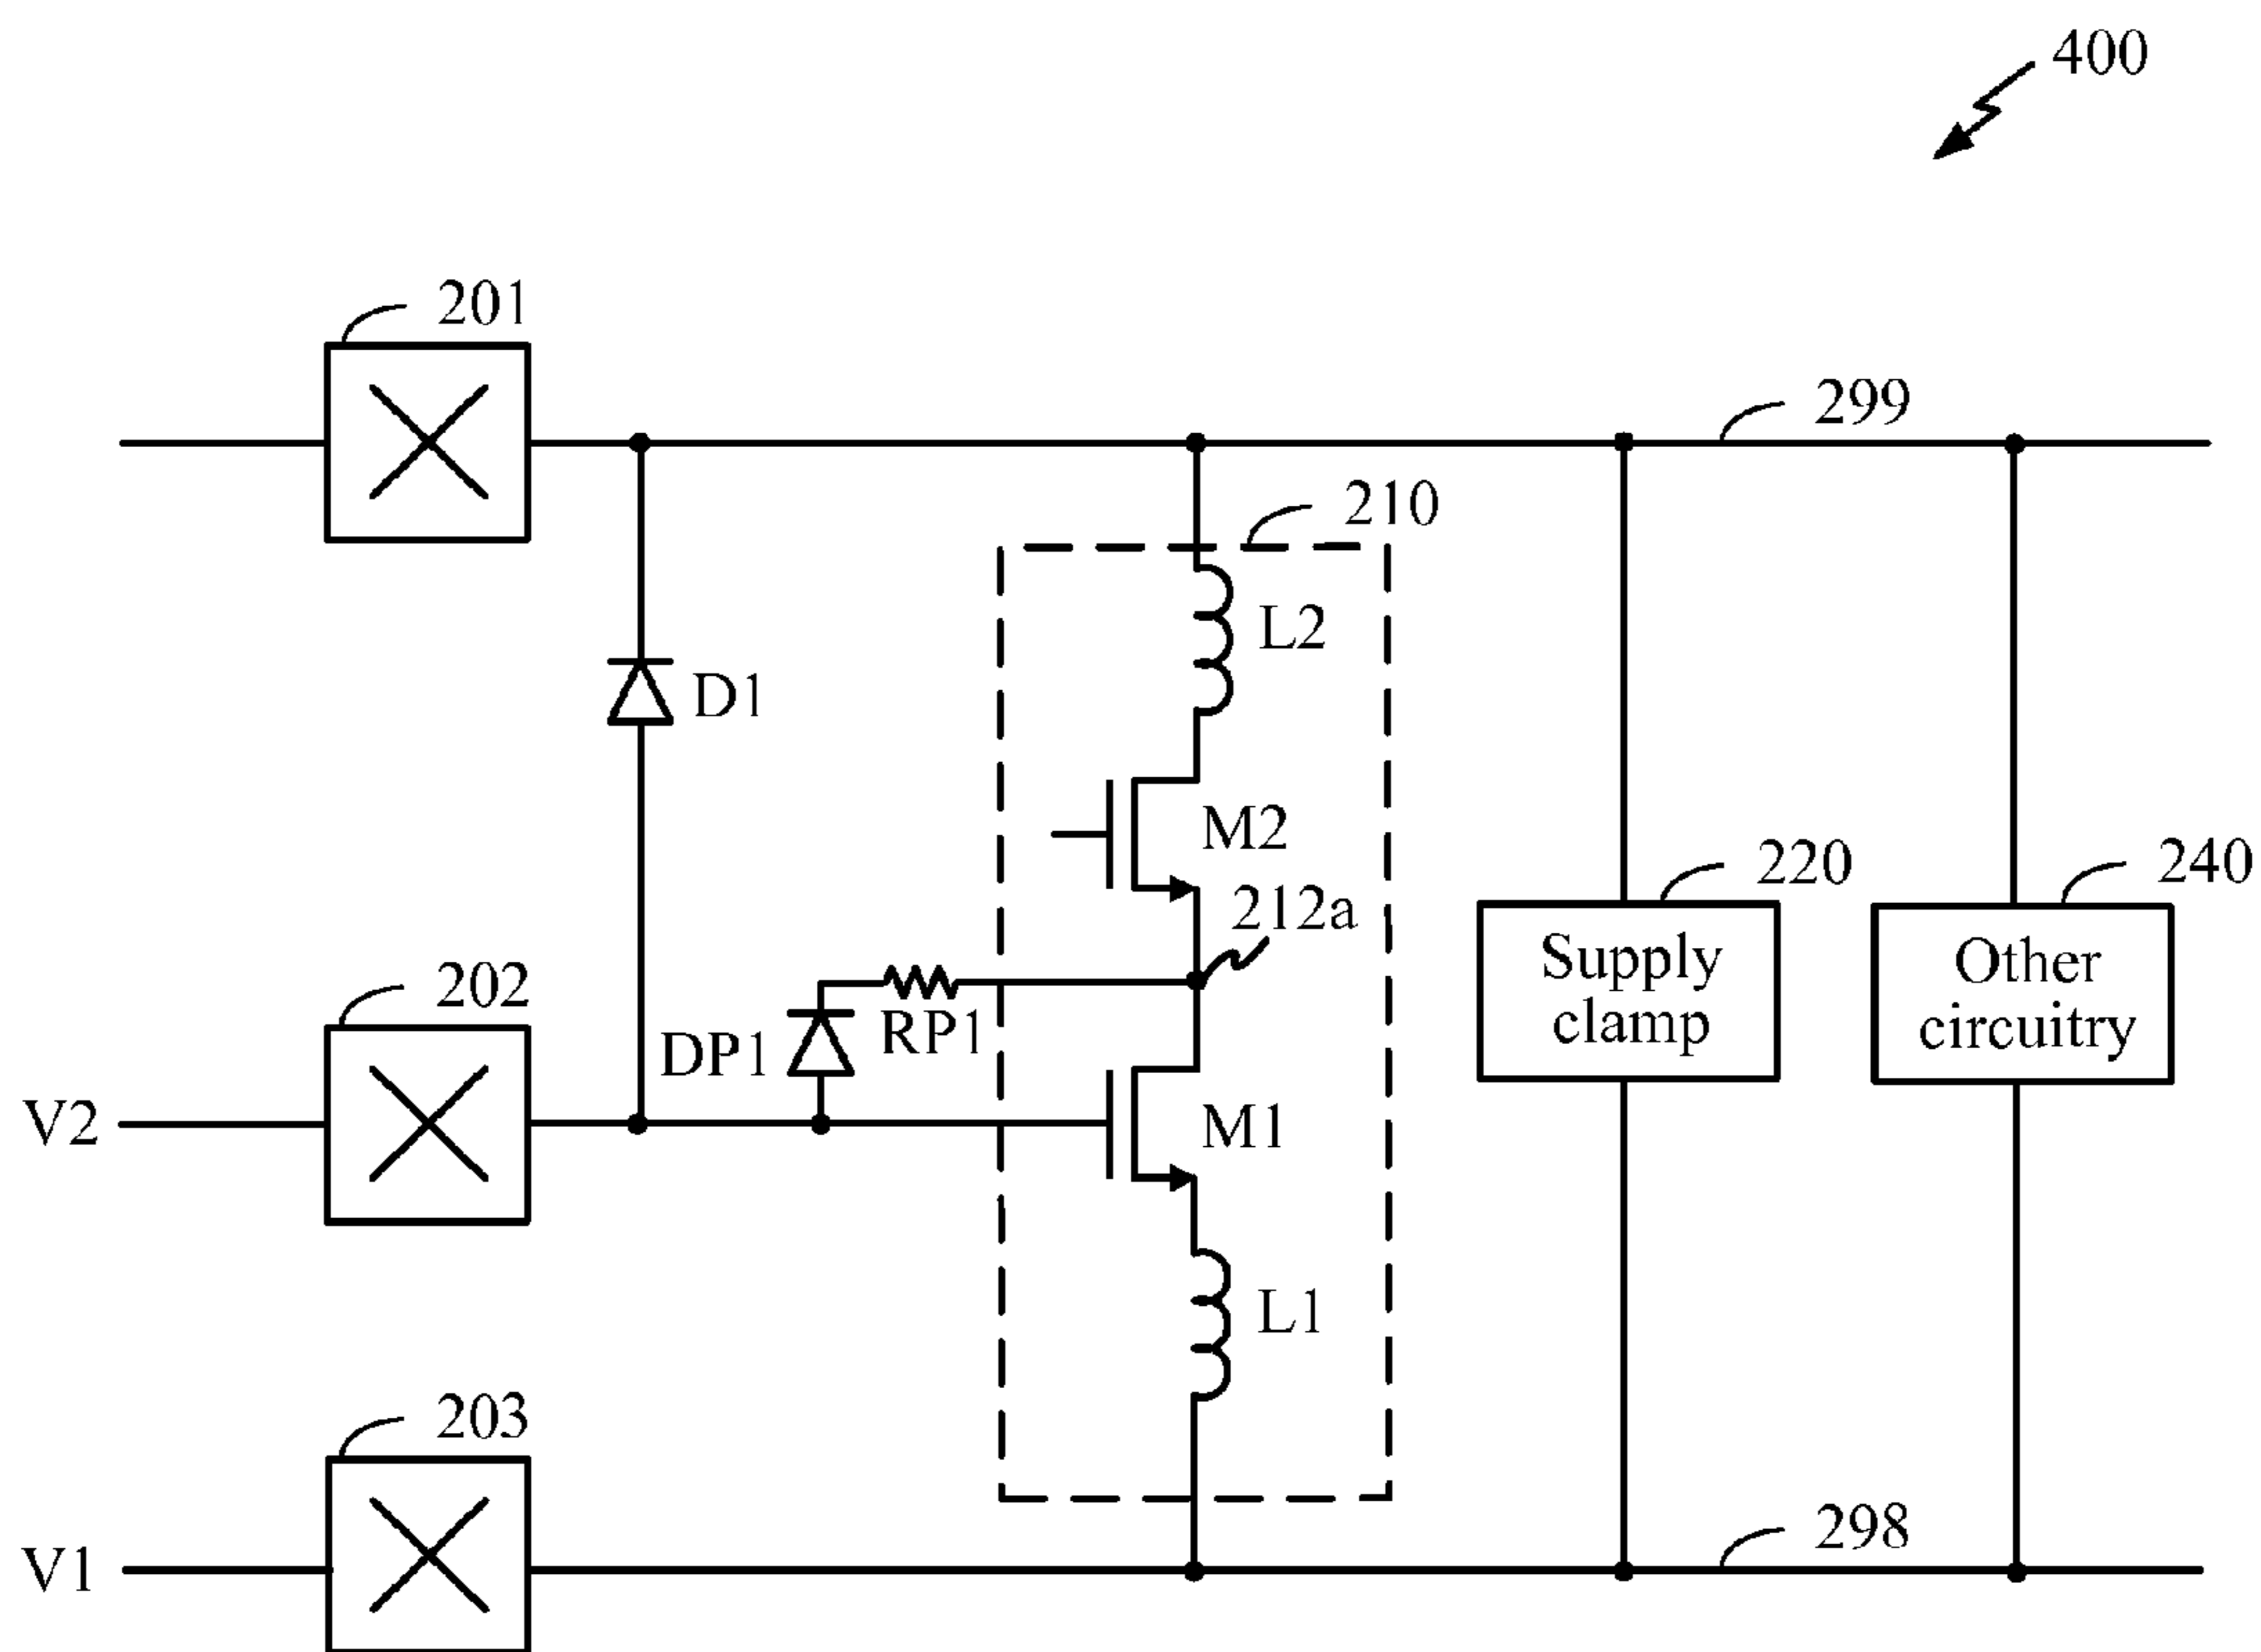 400
201
299
210
L2
D1
M2
220
240
212a
Supply
clamp
Other
circuitry
202
DP1
RP1
V2
M1
L1
203
298
V1